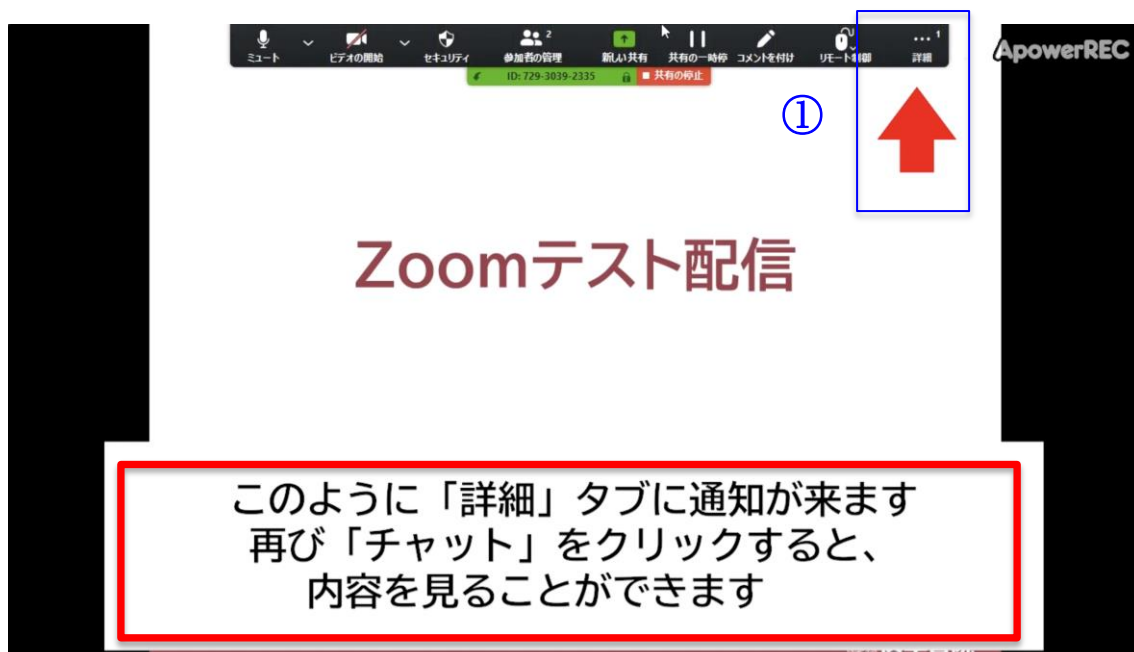 2
1
ミュート
ビデオの開始
セキュリティ
参加者の管理
新しい共有
共有の一時停
コメントを付け
リモート制御
詳細
ApowerREC
ID: 729-3039-2335
共有の停止
①
Zoomテスト配信
このように「詳細」タブに通知が来ます
再び「チャット」をクリックすると、
内容を見ることができます